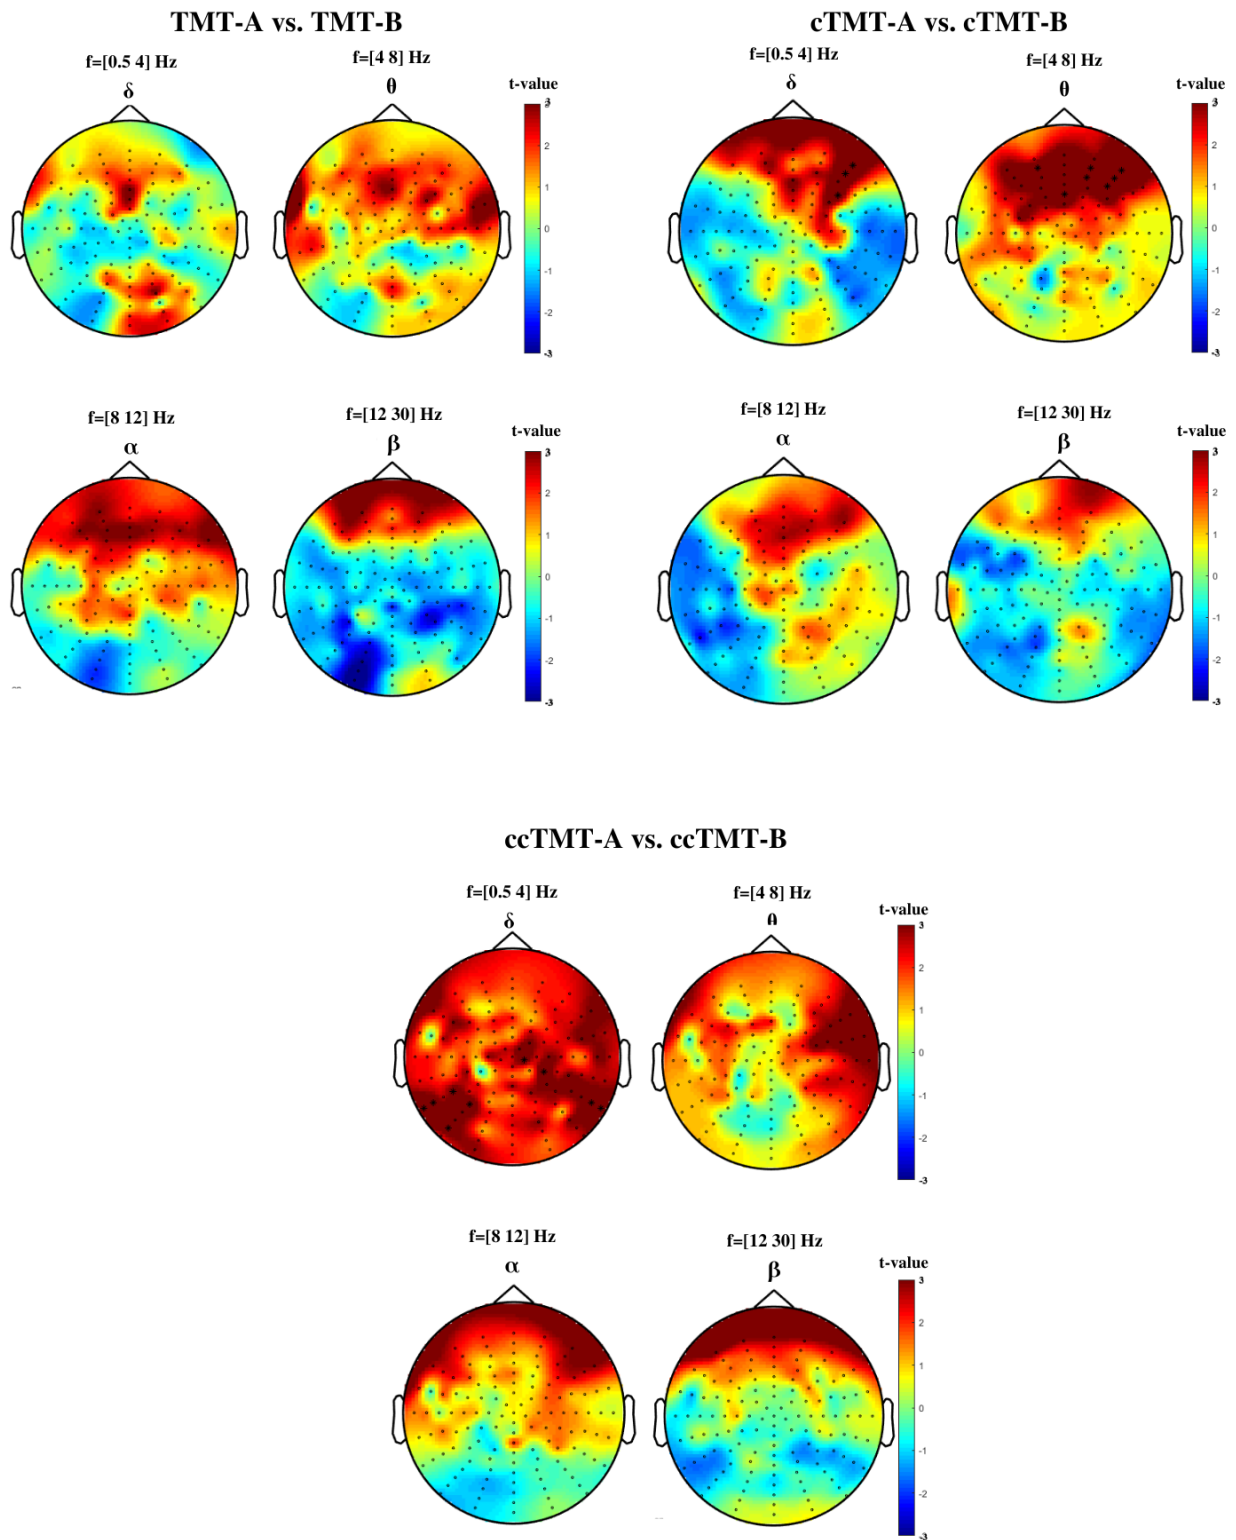 TMT-A vs. TMT-B
f=[0.5 4] Hz
δ
f=[4 8] Hz
θ
t-value
3
2
1
0
-1
-2
-3
f=[8 12] Hz
α
f=[12 30] Hz
β
t-value
3
2
1
0
-1
-2
-3
cTMT-A vs. cTMT-B
f=[0.5 4] Hz
δ
f=[4 8] Hz
θ
t-value
3
2
1
0
-1
-2
-3
f=[8 12] Hz
α
f=[12 30] Hz
β
t-value
3
2
1
0
-1
-2
-3
ccTMT-A vs. ccTMT-B
f=[0.5 4] Hz
δ
f=[4 8] Hz
θ
t-value
3
2
1
0
-1
-2
-3
f=[8 12] Hz
α
f=[12 30] Hz
β
t-value
3
2
1
0
-1
-2
-3